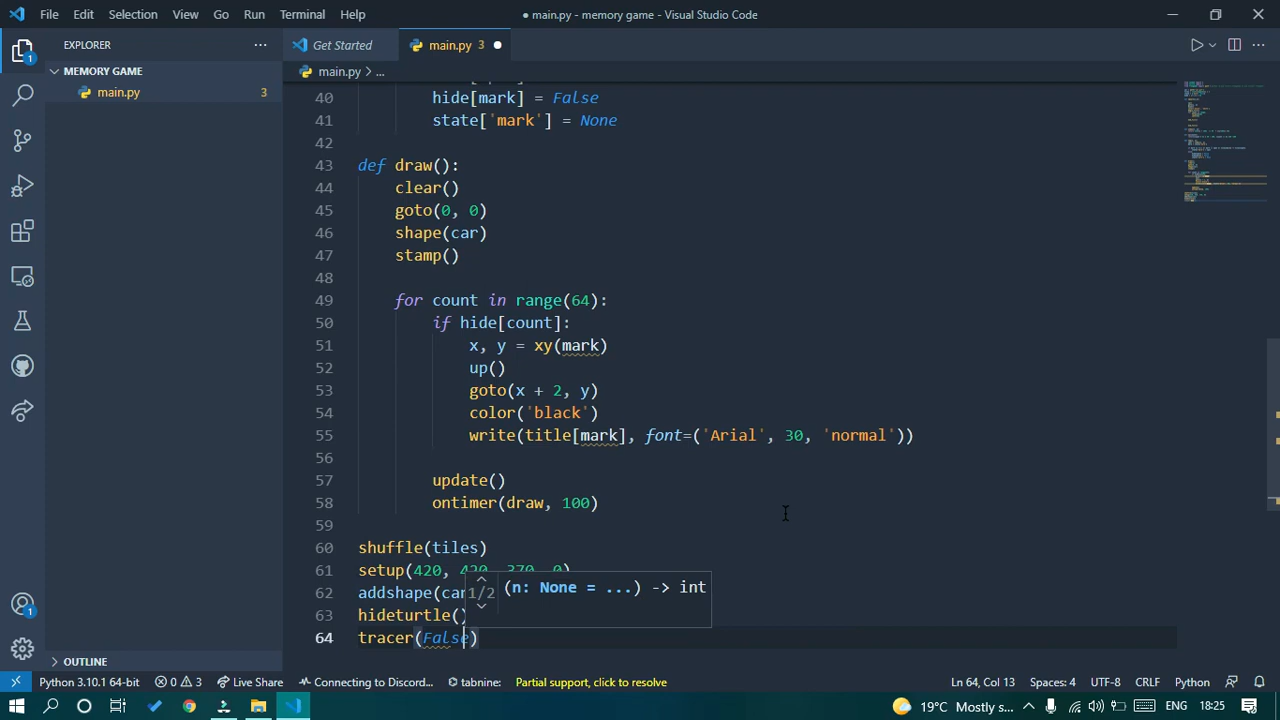 File Edit Selection View Go Run Terminal Help
● main.py - memory game - Visual Studio Code
EXPLORER
Get Started
main.py 3
MEMORY GAME
main.py 3
main.py > ...
40 hide[mark] = False
41 state['mark'] = None
42
43 def draw():
44 clear()
45 goto(0, 0)
46 shape(car)
47 stamp()
48
49 for count in range(64):
50 if hide[count]:
51 x, y = xy(mark)
52 up()
53 goto(x + 2, y)
54 color('black')
55 write(title[mark], font=('Arial', 30, 'normal'))
56
57 update()
58 ontimer(draw, 100)
59
60 shuffle(tiles)
61 setup(420, 420, 370, 0)
62 addshape(car
1/2 (n: None = ...) -> int
63 hideturtle()
64 tracer(False)
OUTLINE
Python 3.10.1 64-bit 0 3 Live Share Connecting to Discord... tabnine: Partial support, click to resolve Ln 64, Col 13 Spaces: 4 UTF-8 CRLF Python
19°C Mostly s... ENG 18:25